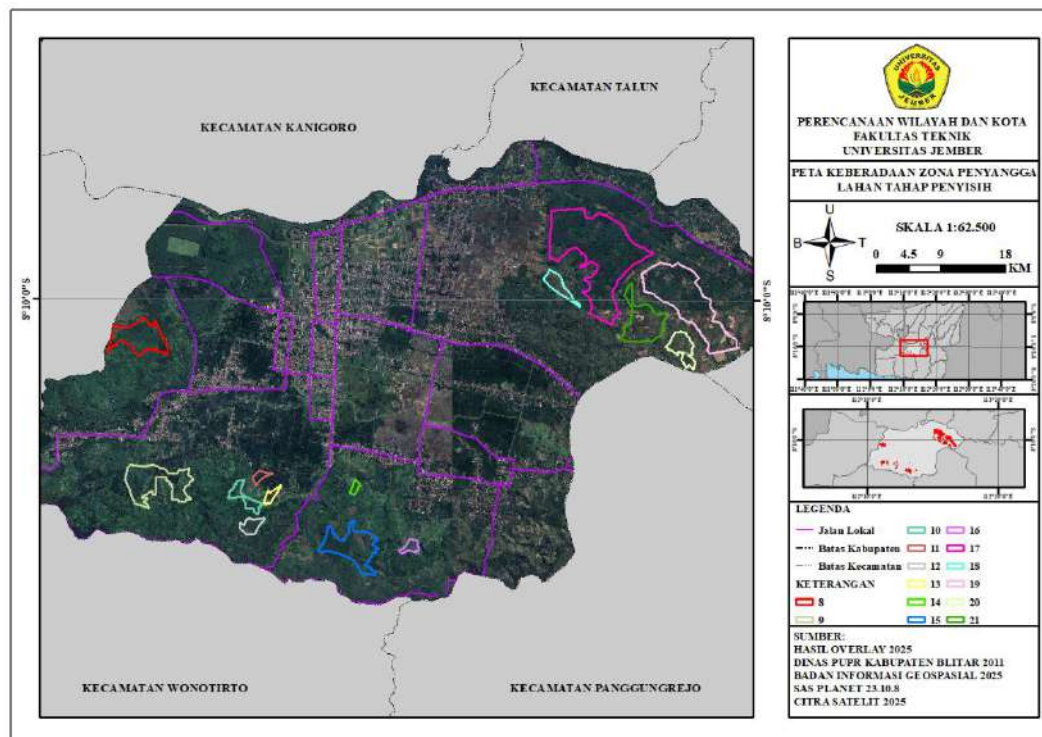 KECAMATAN TALUN
KECAMATAN KANIGORO
8°10'0"S
8°10'0"S
KECAMATAN WONOTIRTO
KECAMATAN PANGGUNGREJO
UNIVERSITAS
JEMBER
PERENCANAAN WILAYAH DAN KOTA
FAKULTAS TEKNIK
UNIVERSITAS JEMBER
PETA KEBERADAAN ZONA PENYANGGA
LAHAN TAHAP PENYISIH
U
B T
S
SKALA 1:62.500
0 4.5 9 18
KM
LEGENDA
Jalan Lokal
Batas Kabupaten
Batas Kecamatan
KETERANGAN
8
9
10
11
12
13
14
15
16
17
18
19
20
21
SUMBER:
HASIL OVERLAY 2025
DINAS PUPR KABUPATEN BLITAR 2011
BADAN INFORMASI GEOSPASIAL 2025
SAS PLANET 23.10.8
CITRA SATELIT 2025